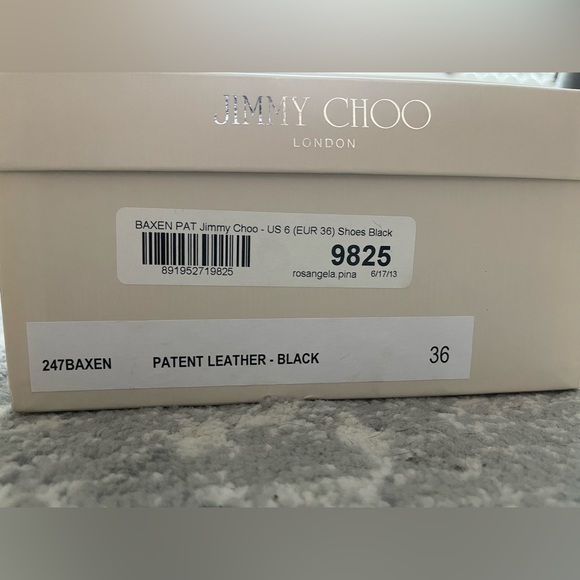 JIMMY CHOO
LONDON
BAXEN PAT Jimmy Choo - US 6 (EUR 36) Shoes Black
891952719825
9825
rosangela.pina 6/17/13
247BAXEN PATENT LEATHER - BLACK 36